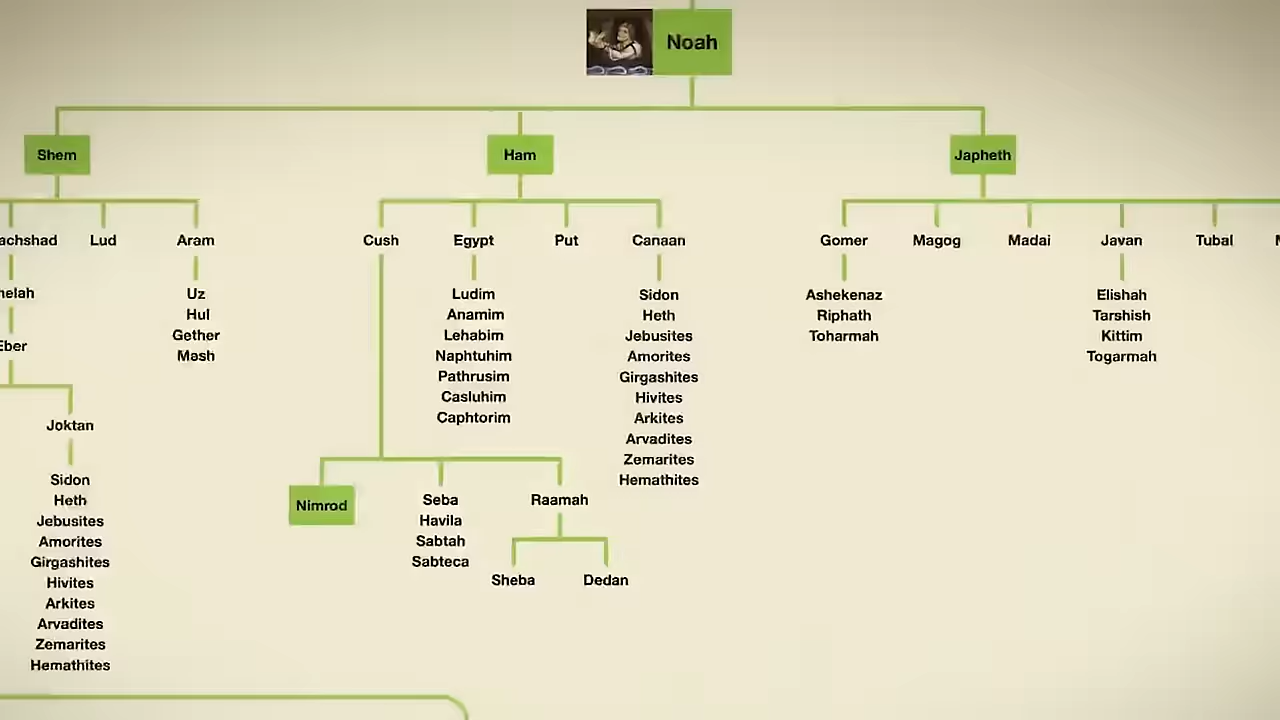 Noah
Shem
Ham
Japheth
achshad
Lud
Aram
Cush
Egypt
Put
Canaan
Gomer
Magog
Madai
Javan
Tubal
helah
Eber
Uz
Hul
Gether
Mash
Ludim
Anamim
Lehabim
Naphtuhim
Pathrusim
Casluhim
Caphtorim
Sidon
Heth
Jebusites
Amorites
Girgashites
Hivites
Arkites
Arvadites
Zemarites
Hemathites
Ashekenaz
Riphath
Toharmah
Elishah
Tarshish
Kittim
Togarmah
Joktan
Sidon
Heth
Jebusites
Amorites
Girgashites
Hivites
Arkites
Arvadites
Zemarites
Hemathites
Nimrod
Seba
Havila
Sabtah
Sabteca
Raamah
Sheba
Dedan